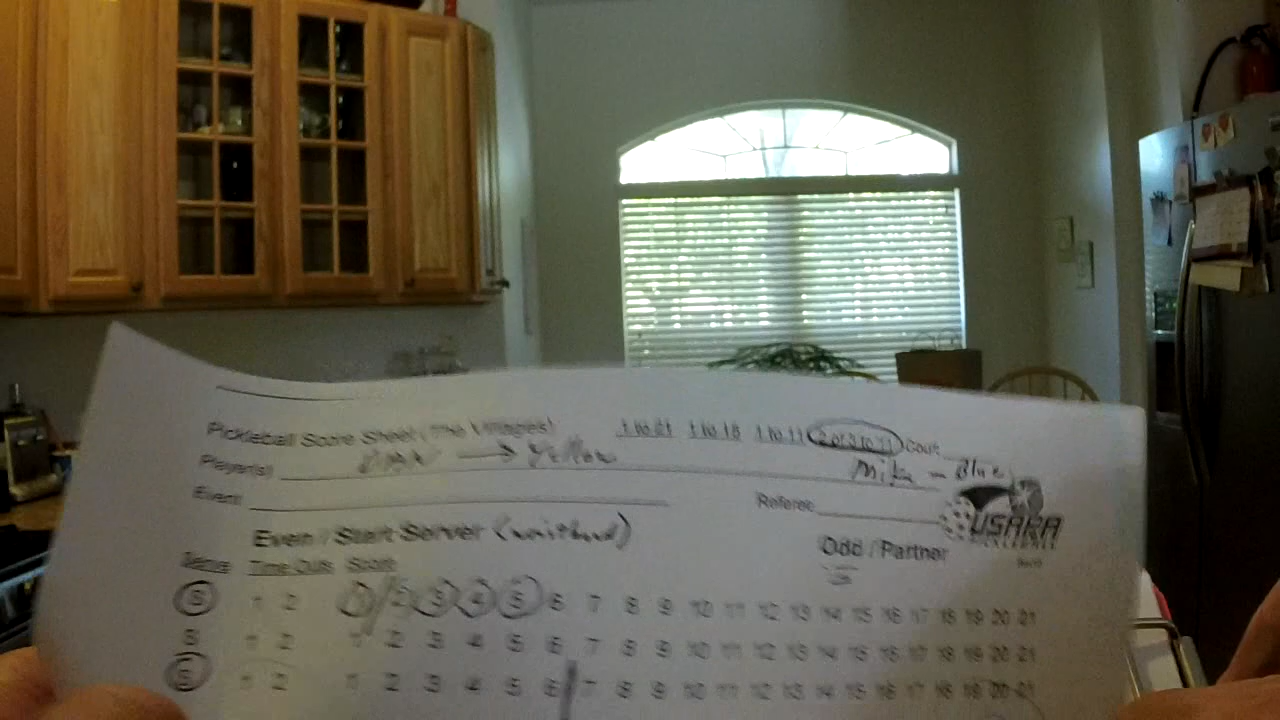 Pickleball Score Sheet (The Villages) 1 to 21 1 to 15 1 to 11 2 of 3 to 11 Court
Player(s) → Yellow Mike - Blue
Event Referee
USAPA
Even / Start Server (wristband) Odd / Partner
Serve Time Outs Score
S 1 2 1 2 3 4 5 6 7 8 9 10 11 12 13 14 15 16 17 18 19 20 21
S 1 2 1 2 3 4 5 6 7 8 9 10 11 12 13 14 15 16 17 18 19 20 21
1 2 1 2 3 4 5 6 7 8 9 10 11 12 13 14 15 16 17 18 19 20 21